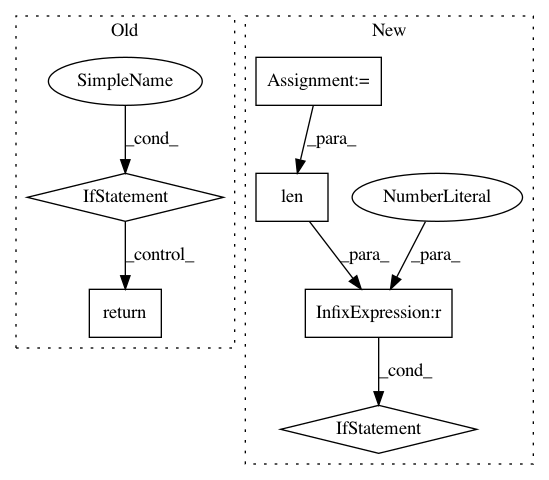 Old
New
SimpleName
Assignment:=
_cond_
_para_
IfStatement
len
NumberLiteral
_control_
_para_
_para_
return
InfixExpression:r
_cond_
IfStatement